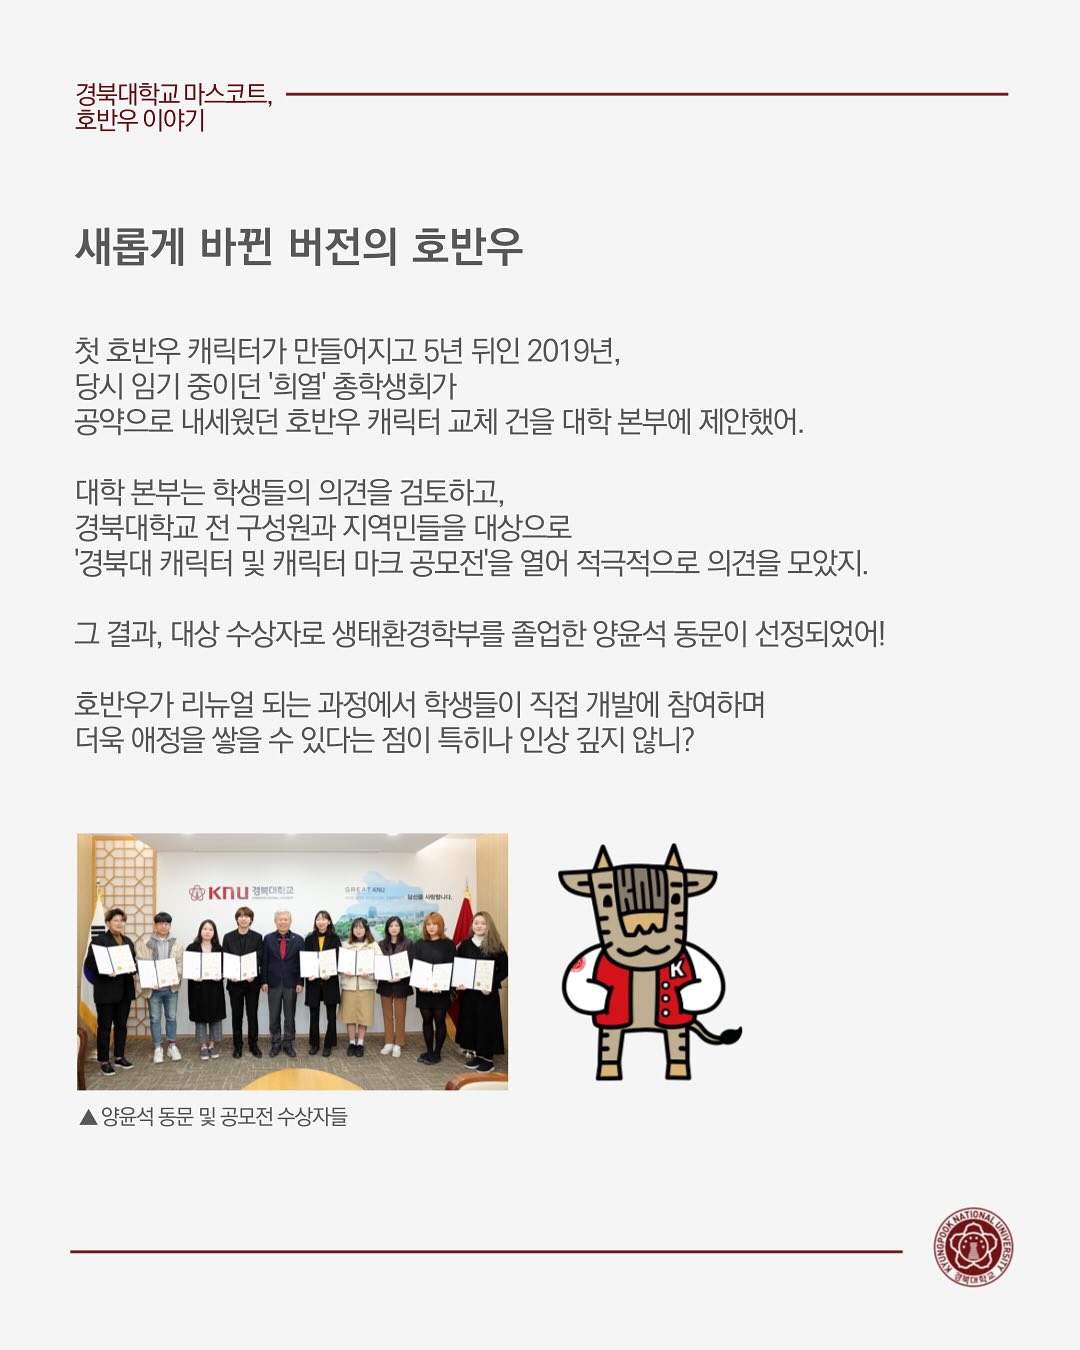 경북대학교 마스코트,
호반우 이야기
새롭게 바뀐 버전의 호반우
첫 호반우 캐릭터가 만들어지고 5년 뒤인 2019년,
당시 임기 중이던 '희열' 총학생회가
공약으로 내세웠던 호반우 캐릭터 교체 건을 대학 본부에 제안했어.
대학 본부는 학생들의 의견을 검토하고,
경북대학교 전 구성원과 지역민들을 대상으로
'경북대 캐릭터 및 캐릭터 마크 공모전'을 열어 적극적으로 의견을 모았지.
그 결과, 대상 수상자로 생태환경학부를 졸업한 양윤석 동문이 선정되었어!
호반우가 리뉴얼 되는 과정에서 학생들이 직접 개발에 참여하며
더욱 애정을 쌓을 수 있다는 점이 특히나 인상 깊지 않니?
KNU 경북대학교
GREAT KNU
당신을 사랑합니다.
KNU
K
▲ 양윤석 동문 및 공모전 수상자들
KYUNGPOOK NATIONAL UNIVERSITY
경북대학교